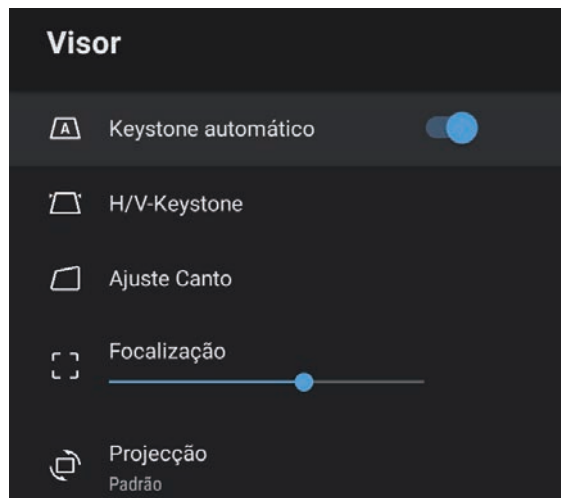 Visor
A
Keystone automático
H/V-Keystone
Ajuste Canto
Focalização
Projecção
Padrão